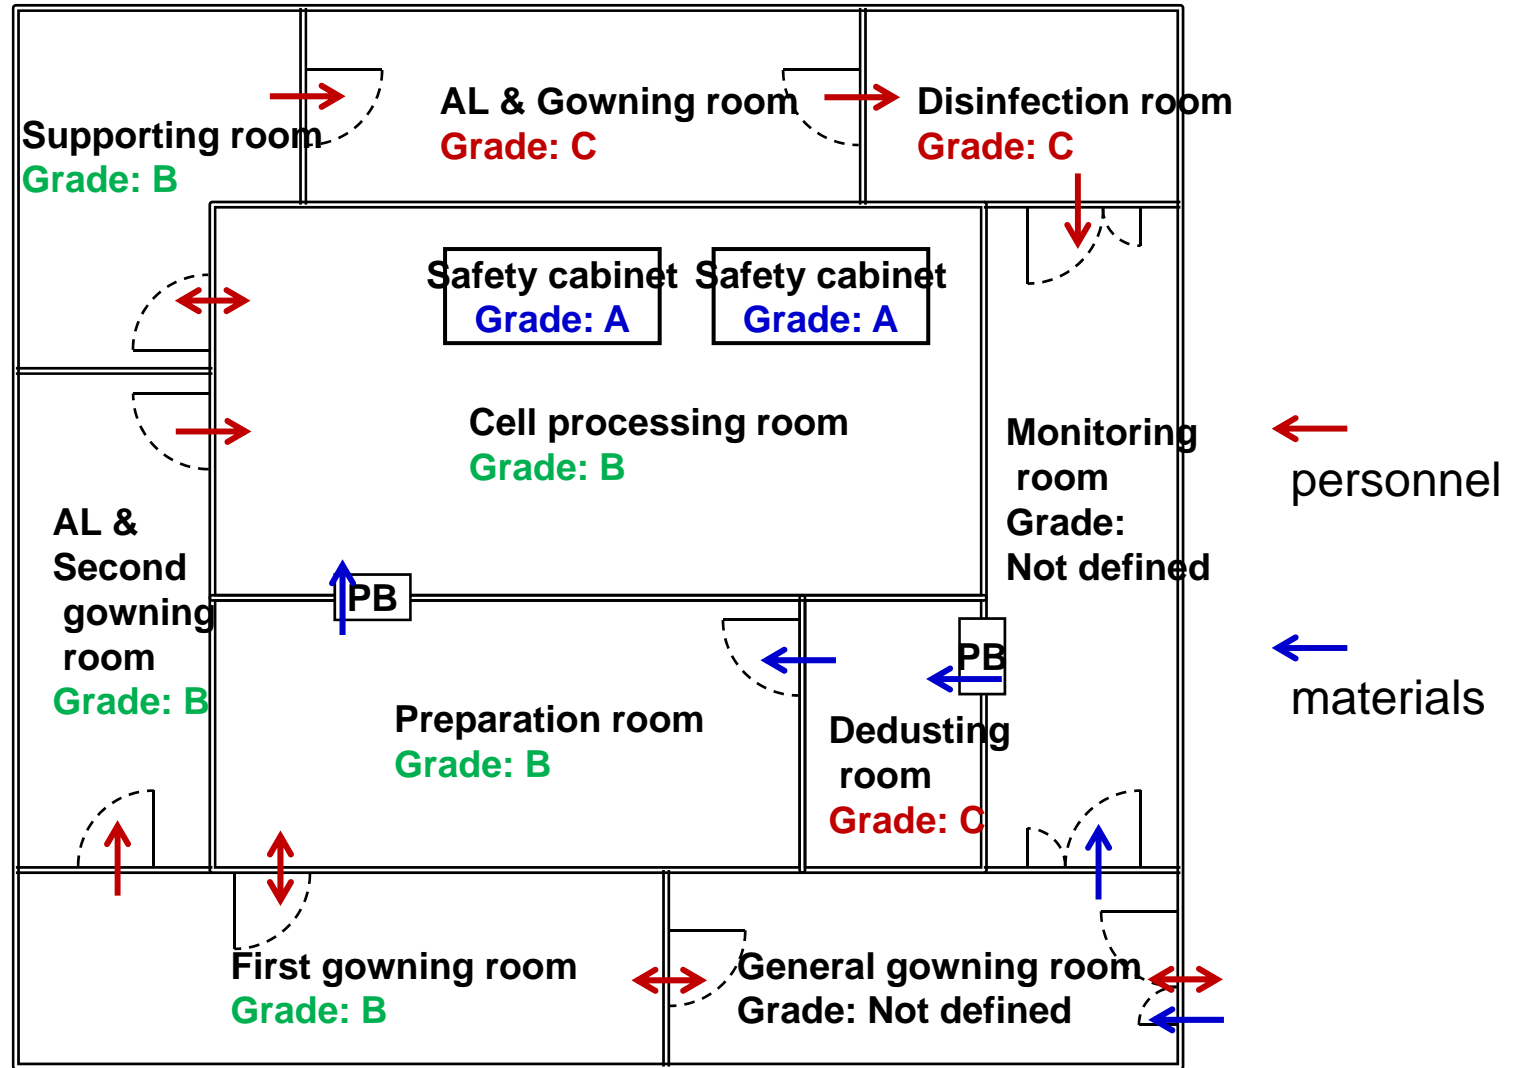 Supporting room
Grade: B
AL & Gowning room
Grade: C
Disinfection room
Grade: C
Safety cabinet
Grade: A
Safety cabinet
Grade: A
Cell processing room
Grade: B
Monitoring
room
Grade:
Not defined
personnel
materials
AL &
Second
gowning
room
Grade: B
PB
PB
Preparation room
Grade: B
Dedusting
room
Grade: C
First gowning room
Grade: B
General gowning room
Grade: Not defined